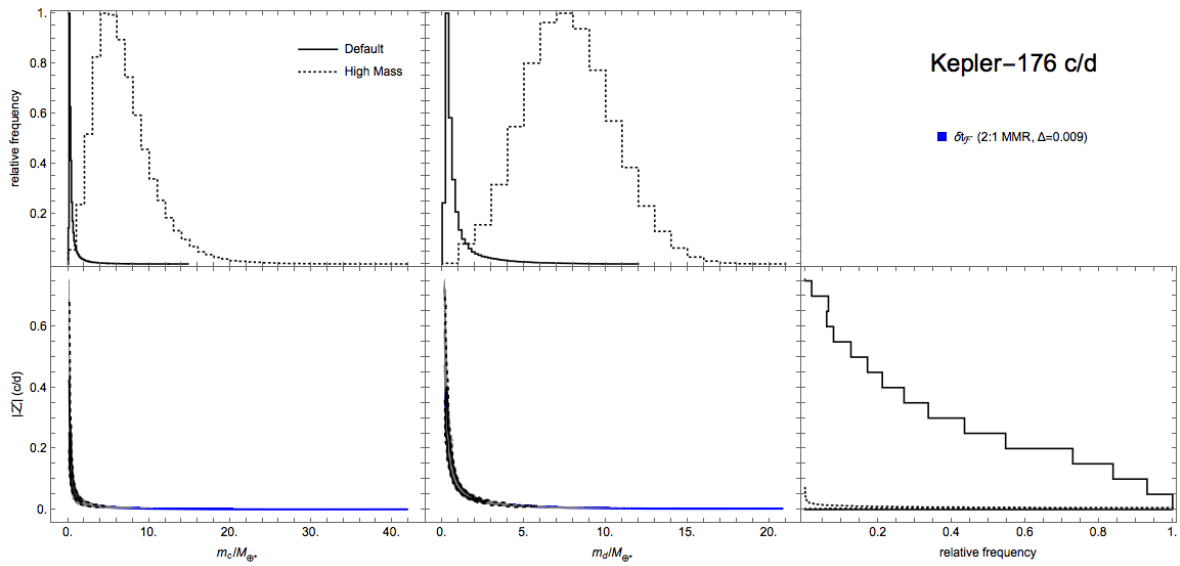 Kepler–176 c/d
Default
High Mass
δt𝓕 (2:1 MMR, Δ=0.009)
relative frequency
1.
0.8
0.6
0.4
0.2
|Z| (c/d)
0.6
0.4
0.2
0.
0. 10. 20. 30. 40.
m_c/M_⊕*
0. 5. 10. 15. 20.
m_d/M_⊕*
0.2 0.4 0.6 0.8 1.
relative frequency